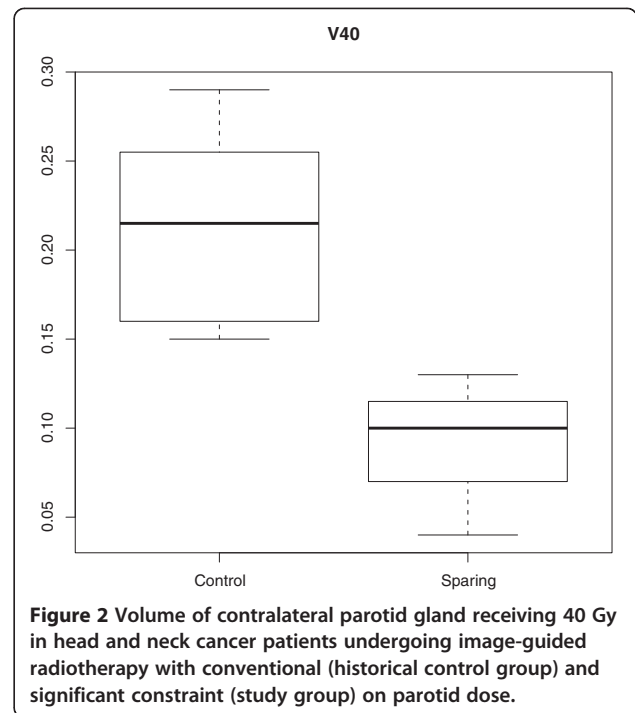 V40
0.30
0.25
0.20
0.15
0.10
0.05
Control Sparing
Figure 2 Volume of contralateral parotid gland receiving 40 Gy
in head and neck cancer patients undergoing image-guided
radiotherapy with conventional (historical control group) and
significant constraint (study group) on parotid dose.